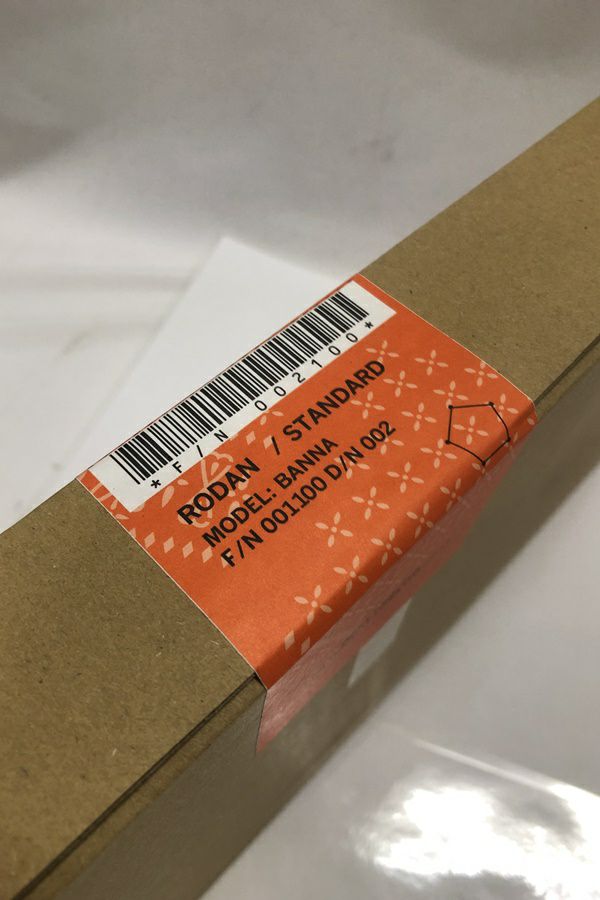 *F/N 002100*
RODAN / STANDARD
MODEL: BANNA
F/N 001100 D/N 002